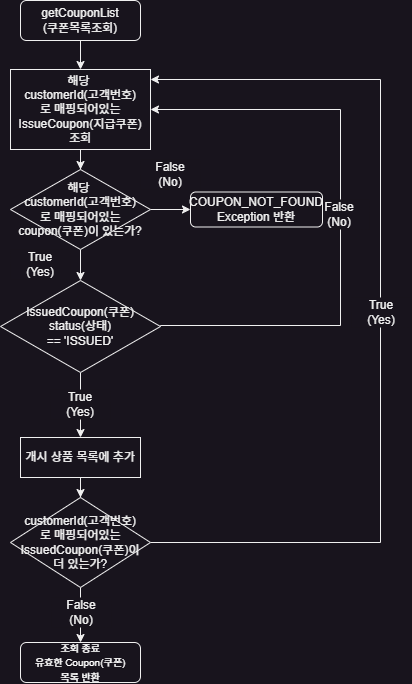 getCouponList
(쿠폰목록조회)
해당
customerId(고객번호)
로 매핑되어있는
IssueCoupon(지급쿠폰)
조회
False
(No)
해당
customerId(고객번호)
로 매핑되어있는
coupon(쿠폰)이 있는가?
COUPON_NOT_FOUND
Exception 반환
False
(No)
True
(Yes)
IssuedCoupon(쿠폰)
status(상태)
== 'ISSUED'
True
(Yes)
True
(Yes)
개시 상품 목록에 추가
customerId(고객번호)
로 매핑되어있는
IssuedCoupon(쿠폰)이
더 있는가?
False
(No)
조회 종료
유효한 Coupon(쿠폰)
목록 반환